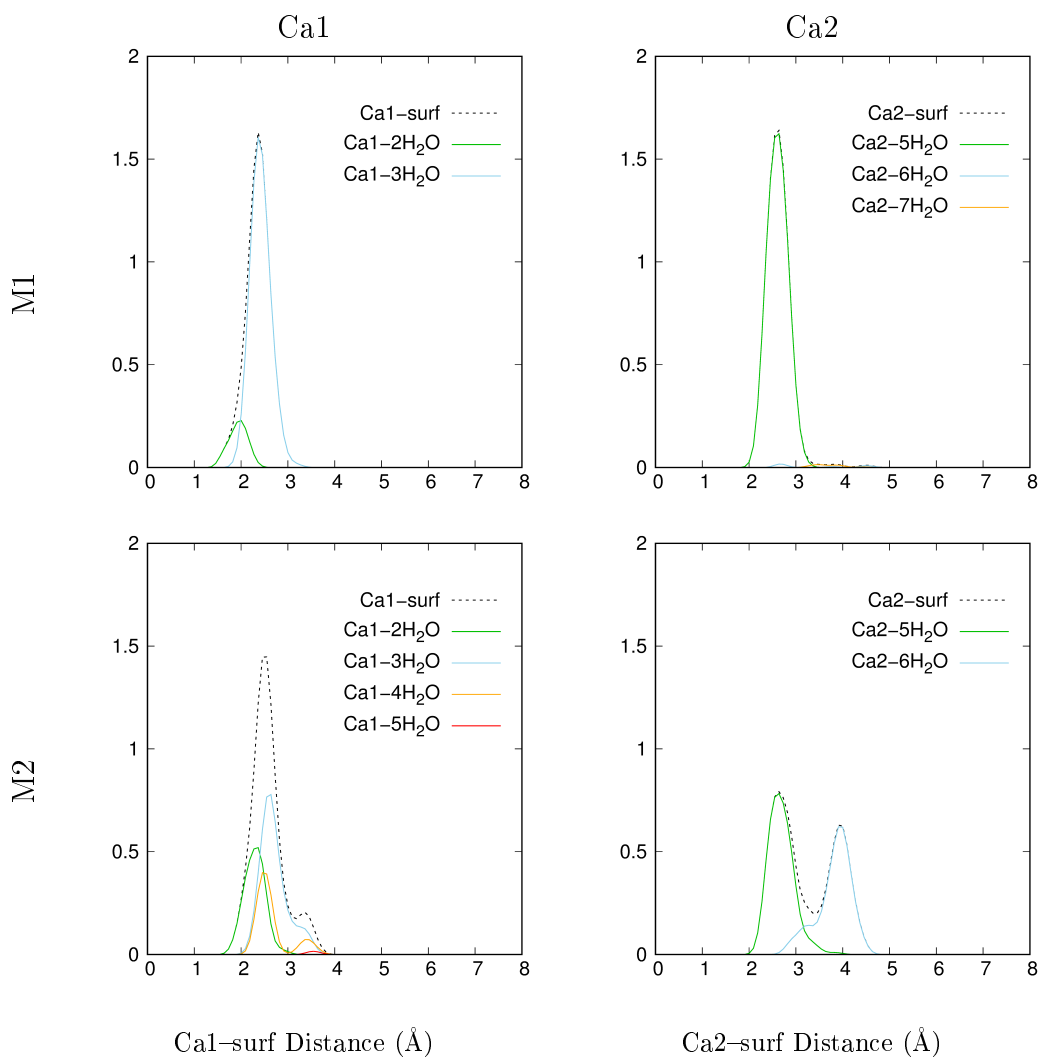 Ca1
Ca2
M1
2
1.5
1
0.5
0
0 1 2 3 4 5 6 7 8
Ca1−surf
Ca1−2H₂O
Ca1−3H₂O
2
1.5
1
0.5
0
0 1 2 3 4 5 6 7 8
Ca2−surf
Ca2−5H₂O
Ca2−6H₂O
Ca2−7H₂O
M2
2
1.5
1
0.5
0
0 1 2 3 4 5 6 7 8
Ca1−surf
Ca1−2H₂O
Ca1−3H₂O
Ca1−4H₂O
Ca1−5H₂O
2
1.5
1
0.5
0
0 1 2 3 4 5 6 7 8
Ca2−surf
Ca2−5H₂O
Ca2−6H₂O
Ca1–surf Distance (Å)
Ca2–surf Distance (Å)